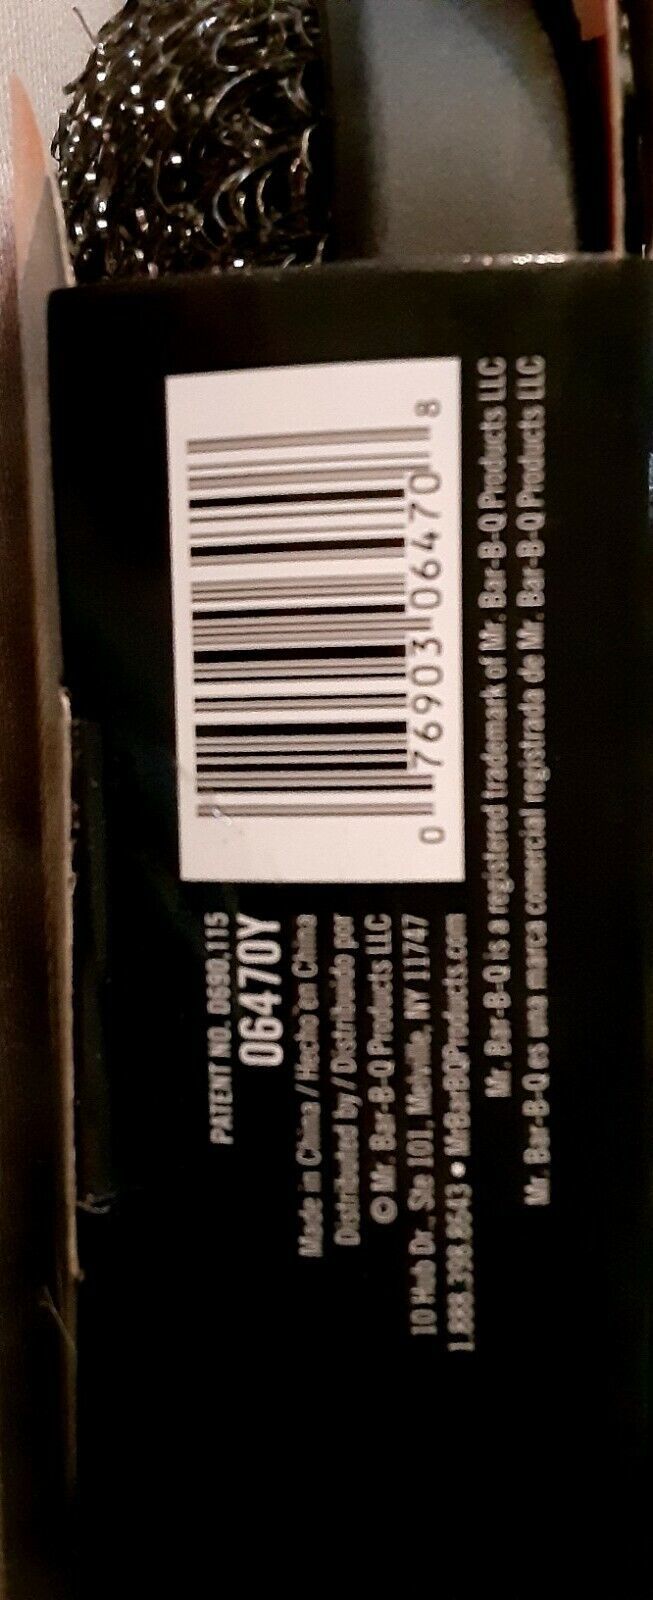 0 76903 06470 8
PATENT NO. D690,115
06470Y
Made in China / Hecho en China
Distributed by / Distribuido por
© Mr. Bar-B-Q Products LLC
10 Hub Dr., Ste 101, Melville, NY 11747
1.888.398.8643 • MrBarBQProducts.com
Mr. Bar-B-Q is a registered trademark of Mr. Bar-B-Q Products LLC
Mr. Bar-B-Q es una marca comercial registrada de Mr. Bar-B-Q Products LLC